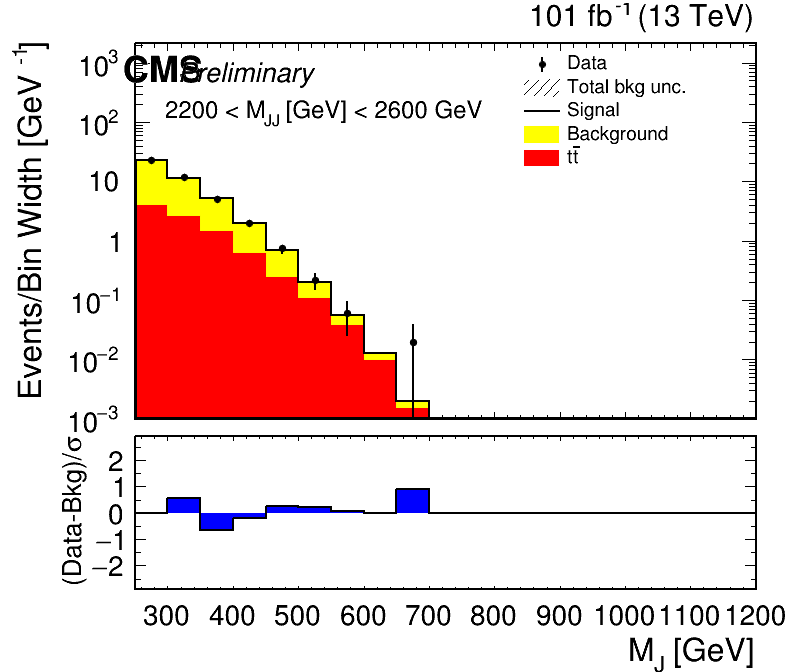 101 fb⁻¹ (13 TeV)
CMS Preliminary
2200 < M_JJ [GeV] < 2600 GeV
Data
Total bkg unc.
Signal
Background
tt̄
Events/Bin Width [GeV⁻¹]
10³
10²
10
1
10⁻¹
10⁻²
10⁻³
(Data-Bkg)/σ
2
1
0
−1
−2
300 400 500 600 700 800 900 1000 1100 1200
M_J [GeV]